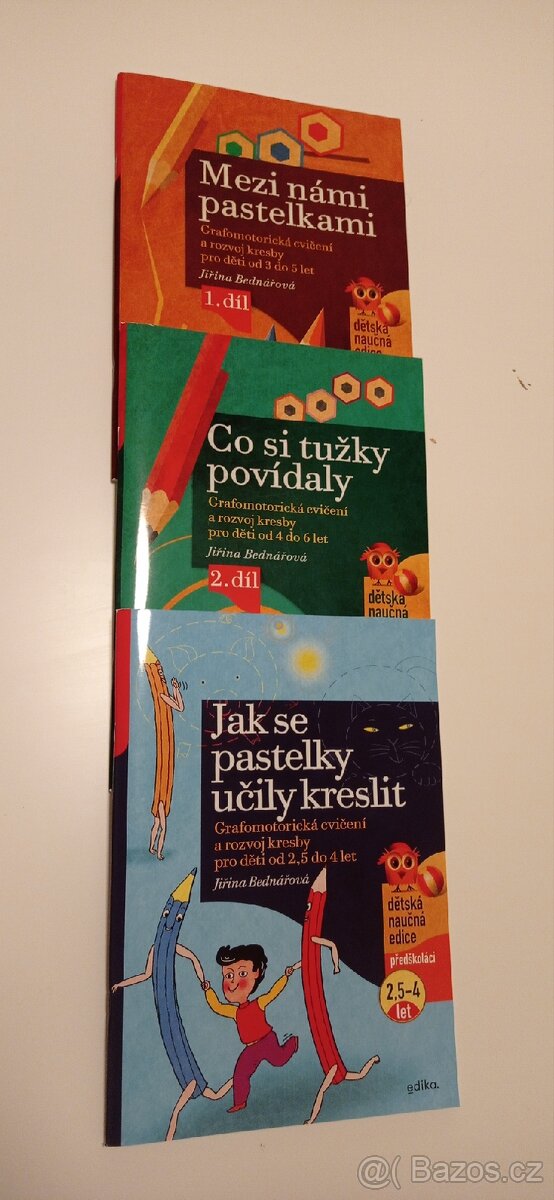 Mezi námi
pastelkami
Grafomotorická cvičení
a rozvoj kresby
pro děti od 3 do 5 let
Jiřina Bednářová
1. díl
dětská
naučná
edice
Co si tužky
povídaly
Grafomotorická cvičení
a rozvoj kresby
pro děti od 4 do 6 let
Jiřina Bednářová
2. díl
dětská
naučná
Jak se
pastelky
učily kreslit
Grafomotorická cvičení
a rozvoj kresby
pro děti od 2,5 do 4 let
Jiřina Bednářová
dětská
naučná
edice
předškoláci
2,5–4
let
edika.
@( Bazos.cz